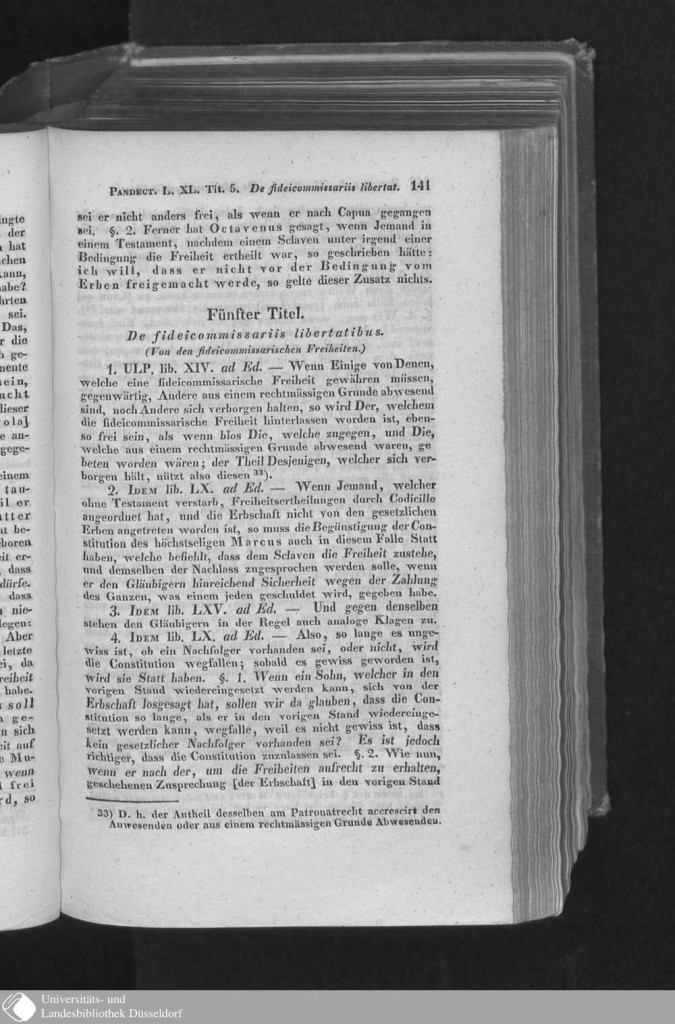 PANDECT. L. XL. Tit. 5. De fideicommissariis libertat. 141
sei er nicht anders frei, als wenn er nach Capua gegangen
sei. §. 2. Ferner hat Octavenus gesagt, wenn Jemand in
einem Testament, nachdem einem Sclaven unter irgend einer
Bedingung die Freiheit ertheilt war, so geschrieben hätte:
ich will, dass er nicht vor der Bedingung vom
Erben freigemacht werde, so gelte dieser Zusatz nichts.
Fünfter Titel.
De fideicommissariis libertatibus.
(Von den fideicommissarischen Freiheiten.)
1. ULP. lib. XIV. ad Ed. — Wenn Einige von Denen,
welche eine fideicommissarische Freiheit gewähren müssen,
gegenwärtig, Andere aus einem rechtmässigen Grunde abwesend
sind, noch Andere sich verborgen halten, so wird Der, welchem
die fideicommissarische Freiheit hinterlassen worden ist, eben-
so frei sein, als wenn blos Die, welche zugegen, und Die,
welche aus einem rechtmässigen Grunde abwesend waren, ge
beten worden wären; der Theil Desjenigen, welcher sich ver-
borgen hält, nützt also diesen 33).
2. IDEM lib. LX. ad Ed. — Wenn Jemand, welcher
ohne Testament verstarb, Freiheitsertheilungen durch Codicille
angeordnet hat, und die Erbschaft nicht von den gesetzlichen
Erben angetreten worden ist, so muss die Begünstigung der Con-
stitution des höchstseligen Marcus auch in diesem Falle Statt
haben, welche befiehlt, dass dem Sclaven die Freiheit zustehe,
und demselben der Nachlass zugesprochen werden solle, wenn
er den Gläubigern hinreichend Sicherheit wegen der Zahlung
des Ganzen, was einem jeden geschuldet wird, gegeben habe.
3. IDEM lib. LXV. ad Ed. — Und gegen denselben
stehen den Gläubigern in der Regel auch analoge Klagen zu.
4. IDEM lib. LX. ad Ed. — Also, so lange es unge-
wiss ist, ob ein Nachfolger vorhanden sei, oder nicht, wird
die Constitution wegfallen; sobald es gewiss geworden ist,
wird sie Statt haben. §. 1. Wenn ein Sohn, welcher in den
vorigen Stand wiedereingesetzt werden kann, sich von der
Erbschaft losgesagt hat, sollen wir da glauben, dass die Con-
stitution so lange, als er in den vorigen Stand wiedereinge-
setzt werden kann, wegfalle, weil es nicht gewiss ist, dass
kein gesetzlicher Nachfolger vorhanden sei? Es ist jedoch
richtiger, dass die Constitution zuzulassen sei. §. 2. Wie nun,
wenn er nach der, um die Freiheiten aufrecht zu erhalten,
geschehenen Zusprechung [der Erbschaft] in den vorigen Stand
33) D. h. der Antheil desselben am Patronatrecht accrescirt den
Anwesenden oder aus einem rechtmässigen Grunde Abwesenden.
Universitäts- und
Landesbibliothek Düsseldorf